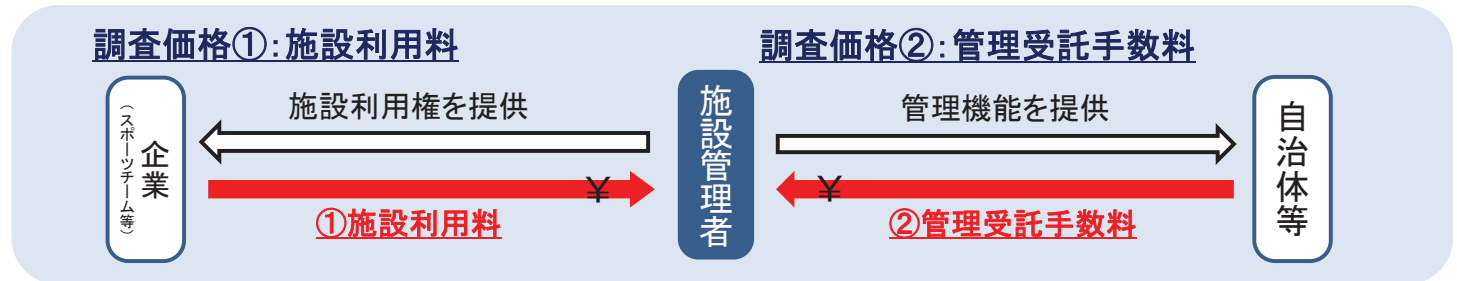 調査価格①：施設利用料
調査価格②：管理受託手数料
企業
（スポーツチーム等）
施設利用権を提供
¥
①施設利用料
施設管理者
管理機能を提供
¥
②管理受託手数料
自治体等